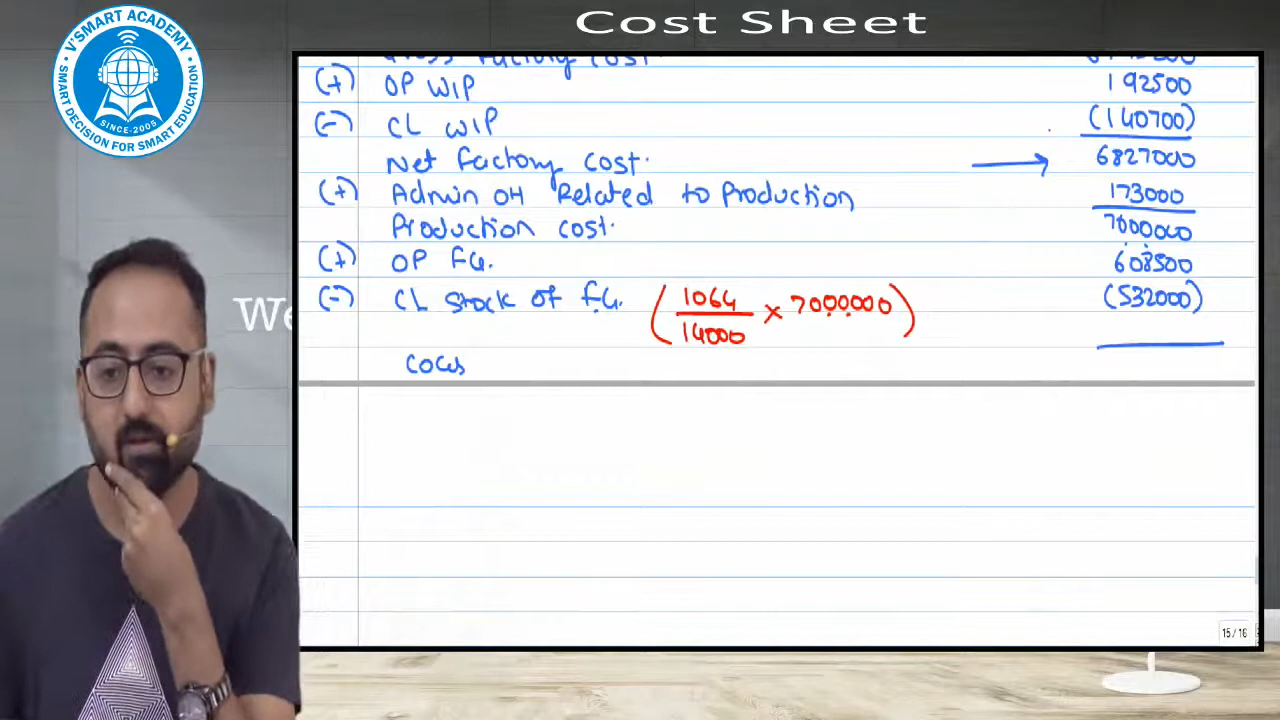 Cost Sheet
V'SMART ACADEMY
SINCE-2005
SMART DECISION FOR SMART EDUCATION
We
(+) OP WIP 192500
(-) CL WIP (140700)
Net factory cost. → 6827000
(+) Admin OH Related to Production 173000
Production cost. 7000000
(+) OP FG. 608500
(-) CL Stock of FG. (1064/14000 × 7000000) (532000)
COGS
15/16